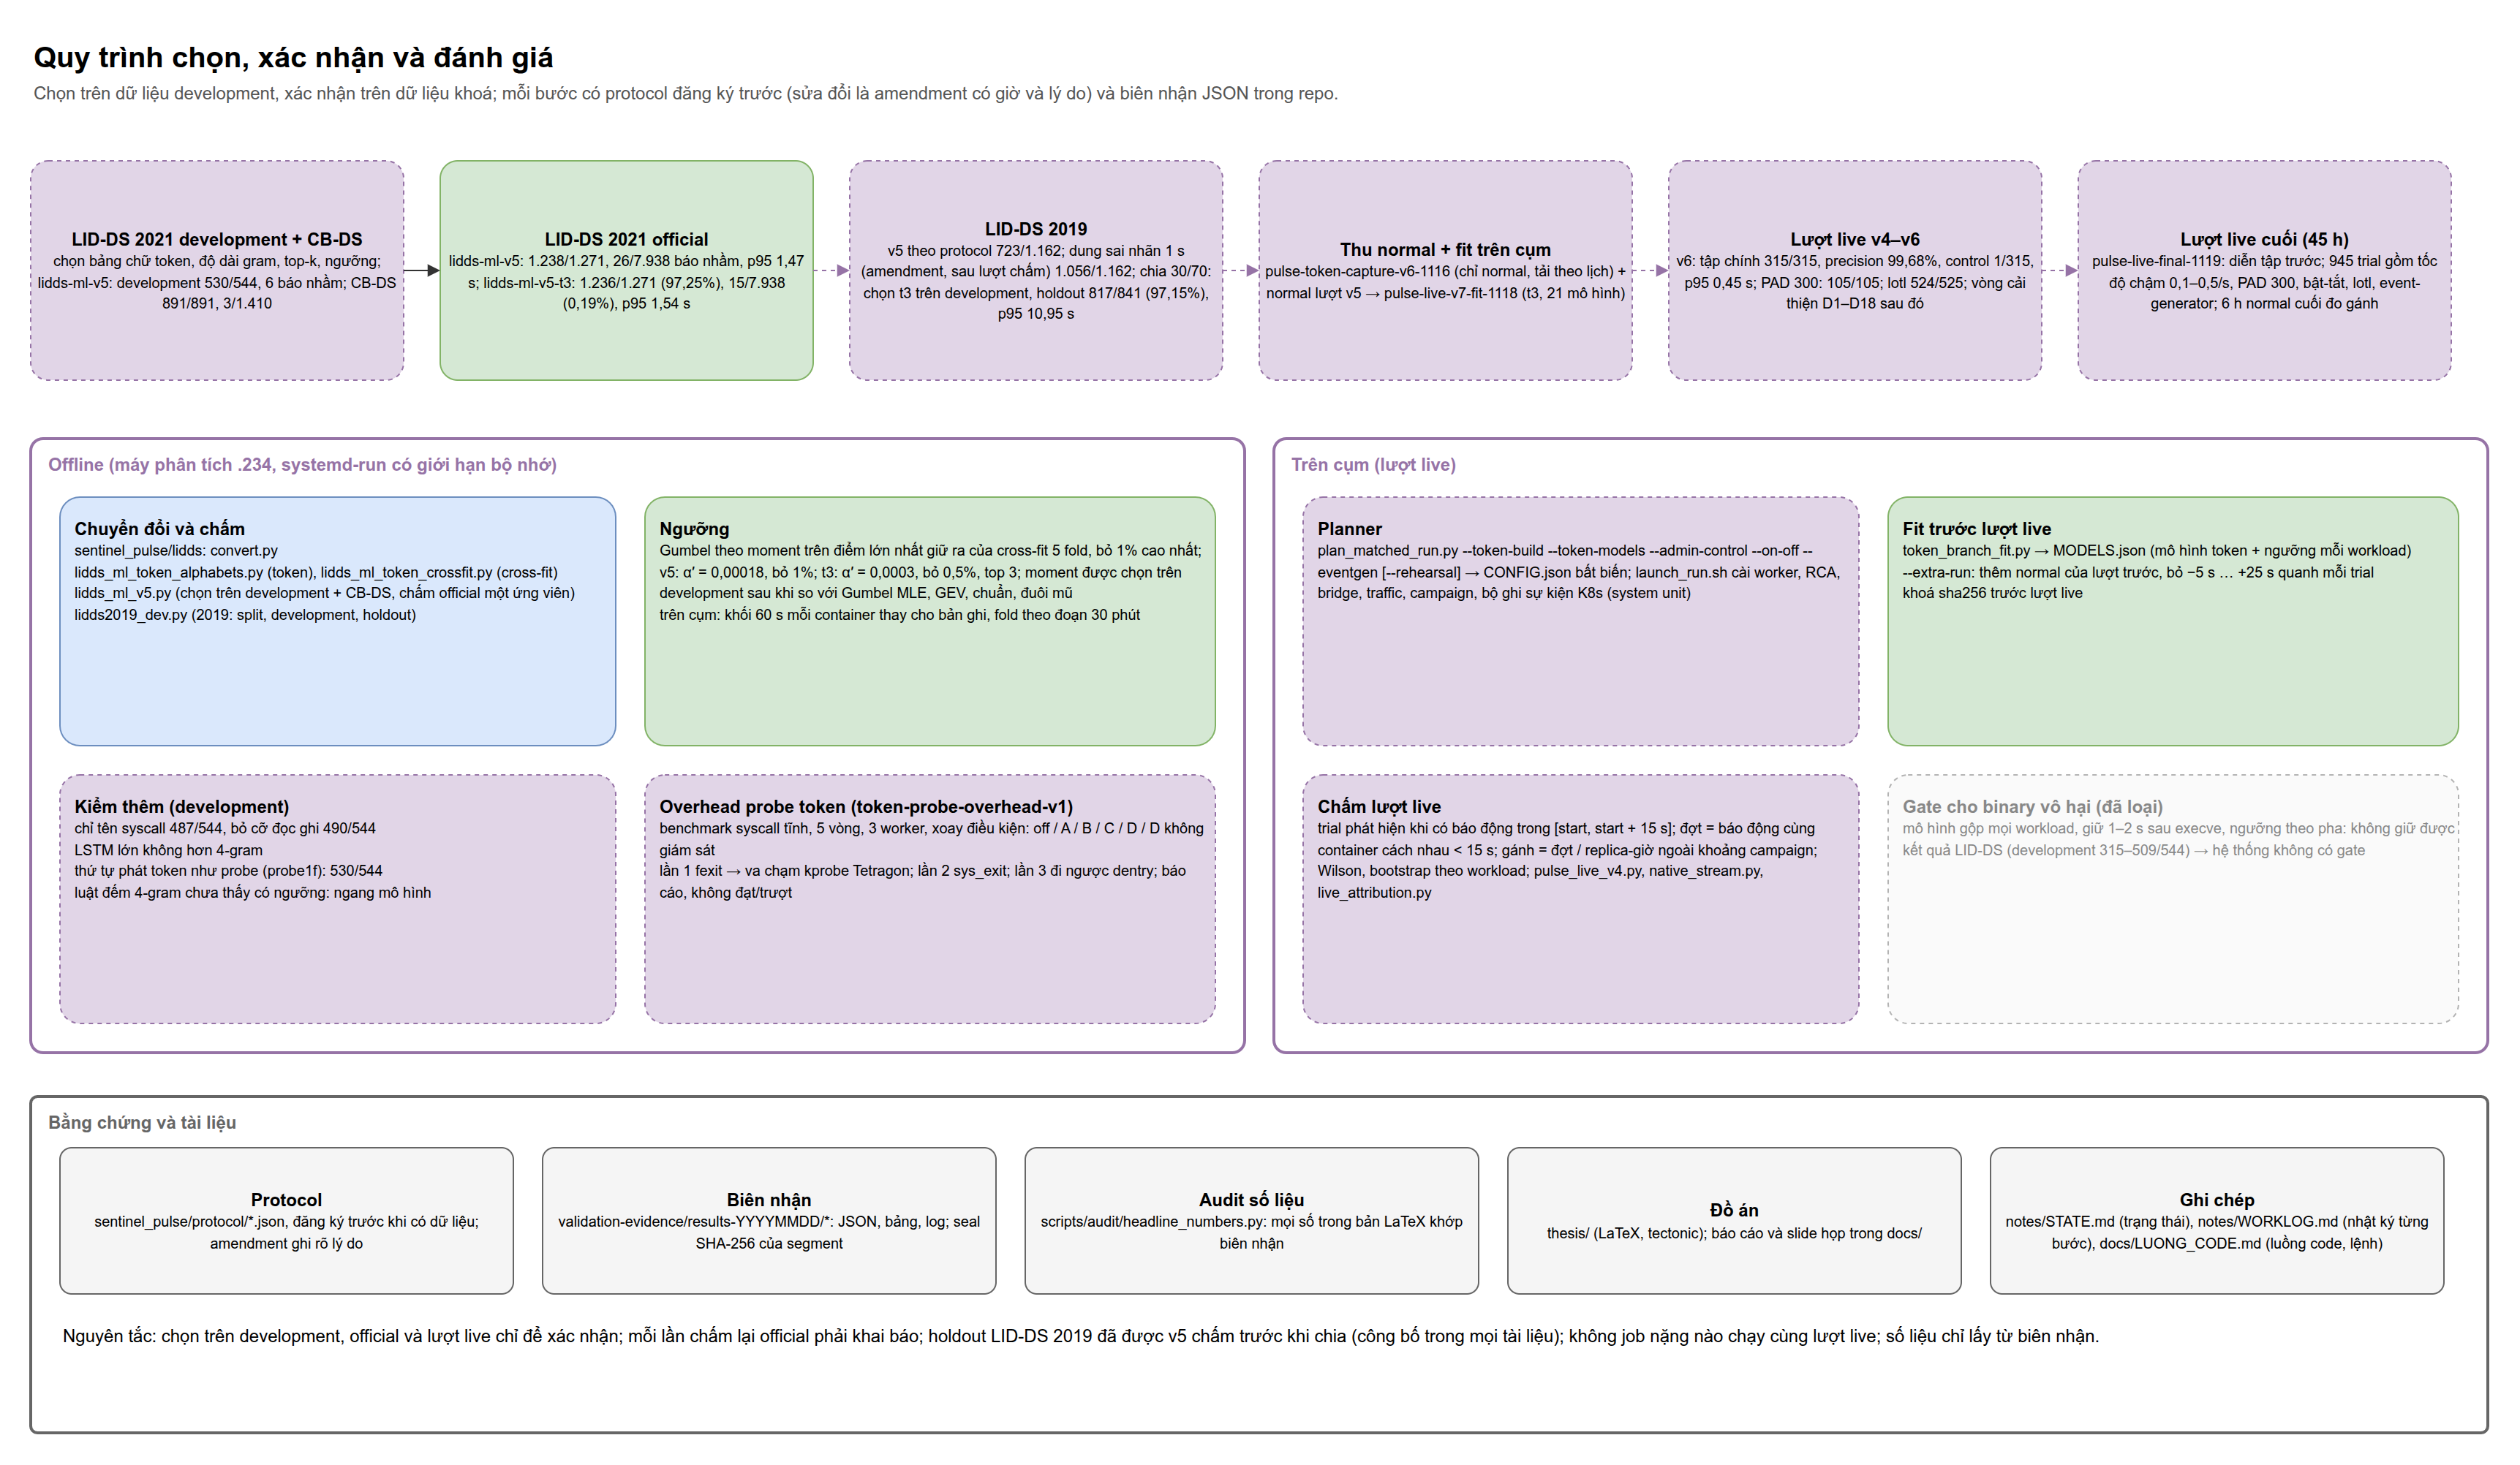 Quy trình chọn, xác nhận và đánh giá
Chọn trên dữ liệu development, xác nhận trên dữ liệu khoá; mỗi bước có protocol đăng ký trước (sửa đổi là amendment có giờ và lý do) và biên nhận JSON trong repo.
LID-DS 2021 development + CB-DS
chọn bảng chữ token, độ dài gram, top-k, ngưỡng;
lidds-ml-v5: development 530/544, 6 báo nhầm; CB-DS
891/891, 3/1.410
LID-DS 2021 official
lidds-ml-v5: 1.238/1.271, 26/7.938 báo nhầm, p95 1,47
s; lidds-ml-v5-t3: 1.236/1.271 (97,25%), 15/7.938
(0,19%), p95 1,54 s
LID-DS 2019
v5 theo protocol 723/1.162; dung sai nhãn 1 s
(amendment, sau lượt chấm) 1.056/1.162; chia 30/70:
chọn t3 trên development, holdout 817/841 (97,15%),
p95 10,95 s
Thu normal + fit trên cụm
pulse-token-capture-v6-1116 (chỉ normal, tải theo lịch) +
normal lượt v5 → pulse-live-v7-fit-1118 (t3, 21 mô hình)
Lượt live v4–v6
v6: tập chính 315/315, precision 99,68%, control 1/315,
p95 0,45 s; PAD 300: 105/105; lotl 524/525; vòng cải
thiện D1–D18 sau đó
Lượt live cuối (45 h)
pulse-live-final-1119: diễn tập trước; 945 trial gồm tốc
độ chậm 0,1–0,5/s, PAD 300, bật-tắt, lotl, event-
generator; 6 h normal cuối đo gánh
Offline (máy phân tích .234, systemd-run có giới hạn bộ nhớ)
Chuyển đổi và chấm
sentinel_pulse/lidds: convert.py
lidds_ml_token_alphabets.py (token), lidds_ml_token_crossfit.py (cross-fit)
lidds_ml_v5.py (chọn trên development + CB-DS, chấm official một ứng viên)
lidds2019_dev.py (2019: split, development, holdout)
Ngưỡng
Gumbel theo moment trên điểm lớn nhất giữ ra của cross-fit 5 fold, bỏ 1% cao nhất;
v5: α′ = 0,00018, bỏ 1%; t3: α′ = 0,0003, bỏ 0,5%, top 3; moment được chọn trên
development sau khi so với Gumbel MLE, GEV, chuẩn, đuôi mũ
trên cụm: khối 60 s mỗi container thay cho bản ghi, fold theo đoạn 30 phút
Kiểm thêm (development)
chỉ tên syscall 487/544, bỏ cỡ đọc ghi 490/544
LSTM lớn không hơn 4-gram
thứ tự phát token như probe (probe1f): 530/544
luật đếm 4-gram chưa thấy có ngưỡng: ngang mô hình
Overhead probe token (token-probe-overhead-v1)
benchmark syscall tĩnh, 5 vòng, 3 worker, xoay điều kiện: off / A / B / C / D / D không
giám sát
lần 1 fexit → va chạm kprobe Tetragon; lần 2 sys_exit; lần 3 đi ngược dentry; báo
cáo, không đạt/trượt
Trên cụm (lượt live)
Planner
plan_matched_run.py --token-build --token-models --admin-control --on-off --
eventgen [--rehearsal] → CONFIG.json bất biến; launch_run.sh cài worker, RCA,
bridge, traffic, campaign, bộ ghi sự kiện K8s (system unit)
Fit trước lượt live
token_branch_fit.py → MODELS.json (mô hình token + ngưỡng mỗi workload)
--extra-run: thêm normal của lượt trước, bỏ −5 s … +25 s quanh mỗi trial
khoá sha256 trước lượt live
Chấm lượt live
trial phát hiện khi có báo động trong [start, start + 15 s]; đợt = báo động cùng
container cách nhau < 15 s; gánh = đợt / replica-giờ ngoài khoảng campaign;
Wilson, bootstrap theo workload; pulse_live_v4.py, native_stream.py,
live_attribution.py
Gate cho binary vô hại (đã loại)
mô hình gộp mọi workload, giữ 1–2 s sau execve, ngưỡng theo pha: không giữ được
kết quả LID-DS (development 315–509/544) → hệ thống không có gate
Bằng chứng và tài liệu
Protocol
sentinel_pulse/protocol/*.json, đăng ký trước khi có dữ liệu;
amendment ghi rõ lý do
Biên nhận
validation-evidence/results-YYYYMMDD/*: JSON, bảng, log; seal
SHA-256 của segment
Audit số liệu
scripts/audit/headline_numbers.py: mọi số trong bản LaTeX khớp
biên nhận
Đồ án
thesis/ (LaTeX, tectonic); báo cáo và slide họp trong docs/
Ghi chép
notes/STATE.md (trạng thái), notes/WORKLOG.md (nhật ký từng
bước), docs/LUONG_CODE.md (luồng code, lệnh)
Nguyên tắc: chọn trên development, official và lượt live chỉ để xác nhận; mỗi lần chấm lại official phải khai báo; holdout LID-DS 2019 đã được v5 chấm trước khi chia (công bố trong mọi tài liệu); không job nặng nào chạy cùng lượt live; số liệu chỉ lấy từ biên nhận.